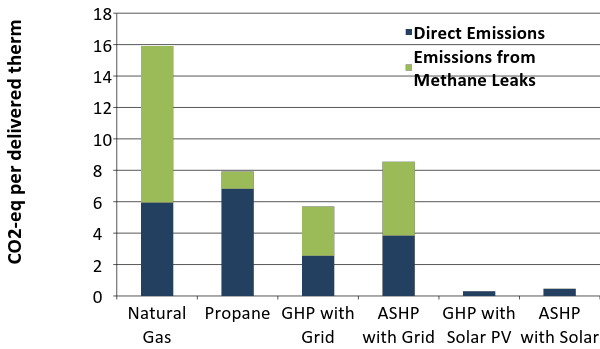 CO2-eq per delivered therm
18
16
14
12
10
8
6
4
2
0
Direct Emissions
Emissions from
Methane Leaks
Natural
Gas
Propane
GHP with
Grid
ASHP
with Grid
GHP with
Solar PV
ASHP
with Solar